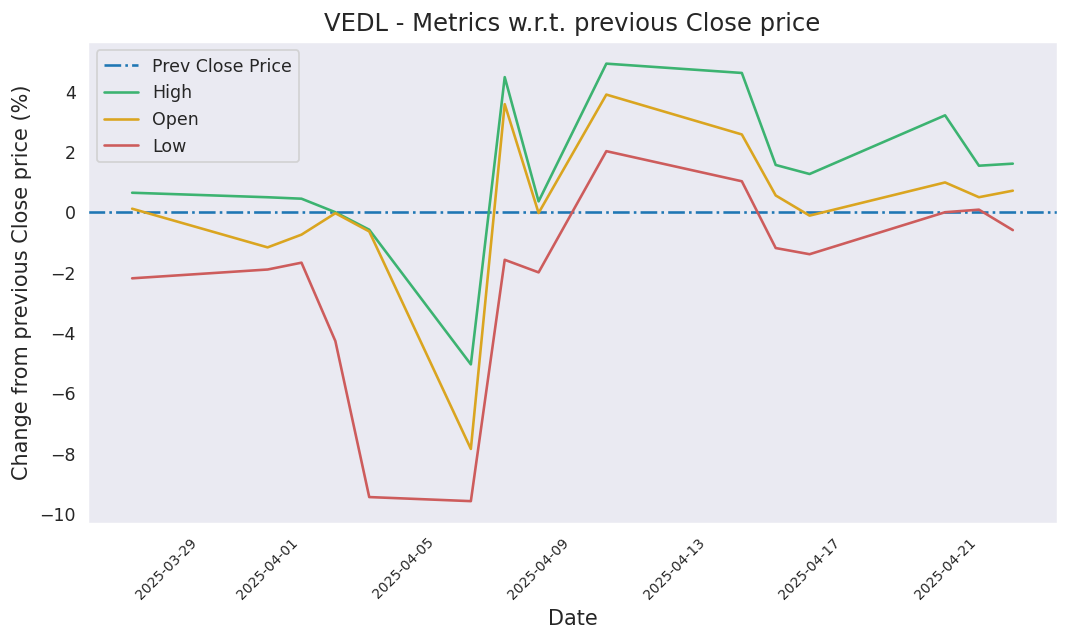 VEDL - Metrics w.r.t. previous Close price
Prev Close Price
High
Open
Low
Change from previous Close price (%)
4
2
0
−2
−4
−6
−8
−10
2025-03-29
2025-04-01
2025-04-05
2025-04-09
2025-04-13
2025-04-17
2025-04-21
Date